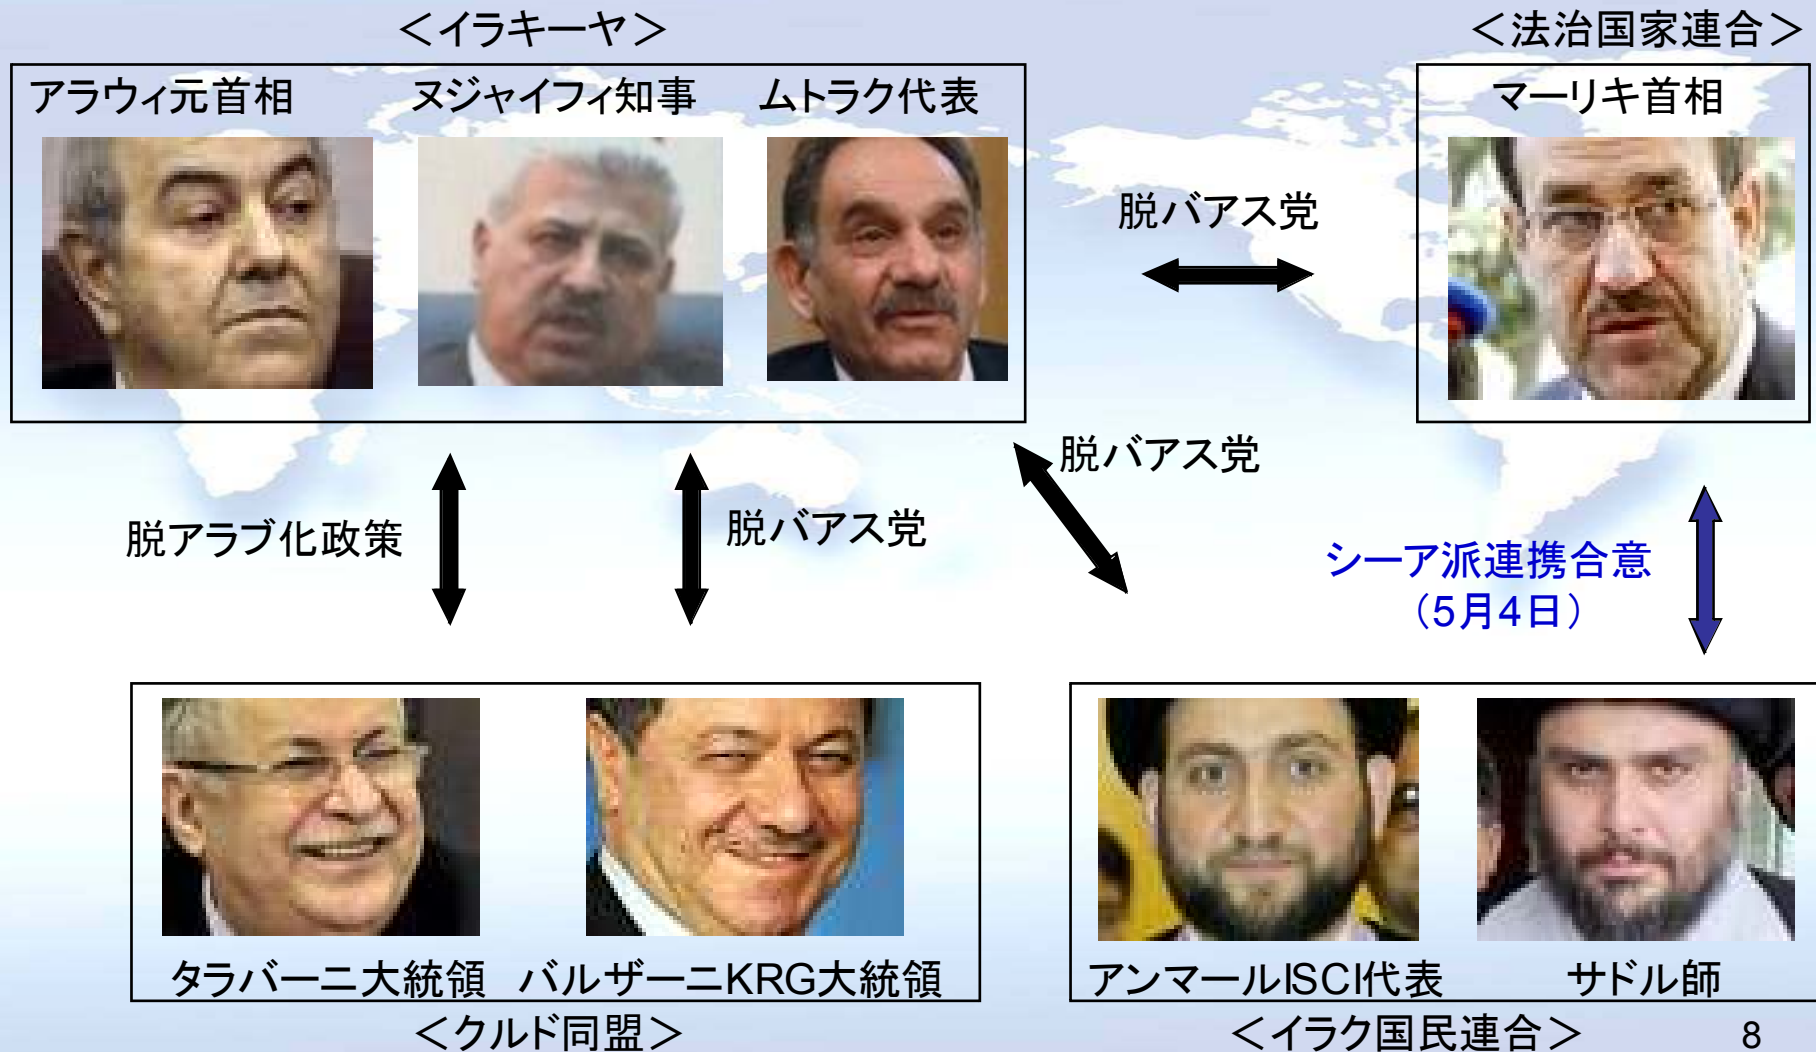 ＜イラキーヤ＞
＜法治国家連合＞
アラウィ元首相
ヌジャイフィ知事
ムトラク代表
マーリキ首相
脱バアス党
脱バアス党
脱アラブ化政策
脱バアス党
シーア派連携合意
（5月4日）
タラバーニ大統領
バルザーニKRG大統領
アンマールISCI代表
サドル師
＜クルド同盟＞
＜イラク国民連合＞
8